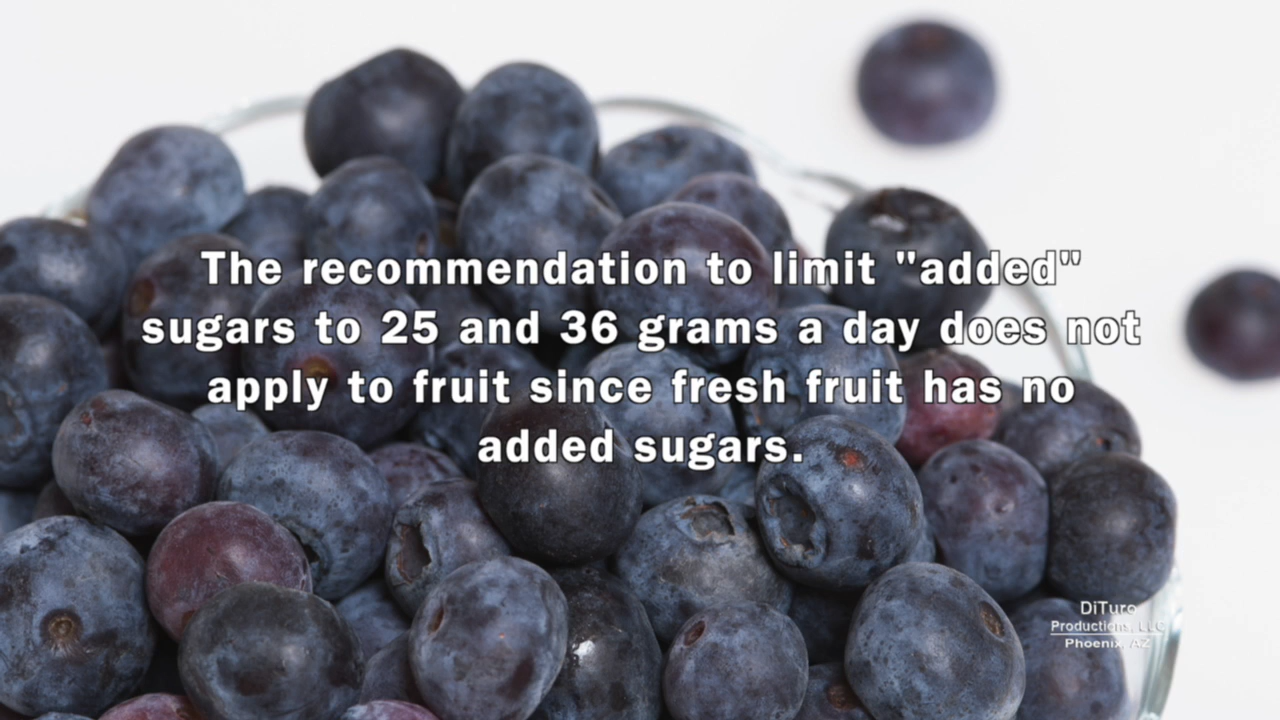 The recommendation to limit "added"
sugars to 25 and 36 grams a day does not
apply to fruit since fresh fruit has no
added sugars.
DiTuro
Productions, LLC
Phoenix, AZ